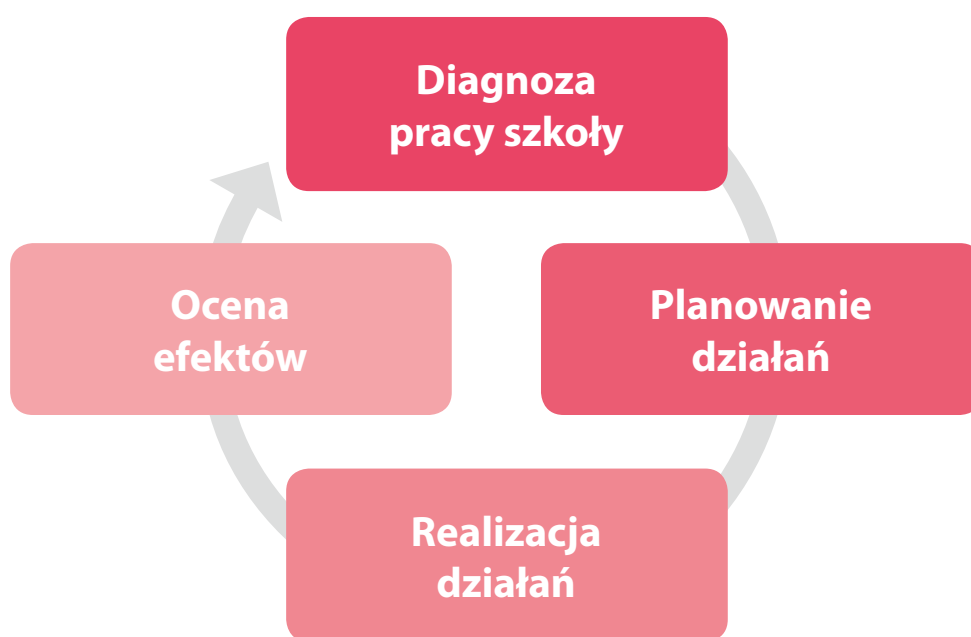 Diagnoza
pracy szkoły
Planowanie
działań
Realizacja
działań
Ocena
efektów